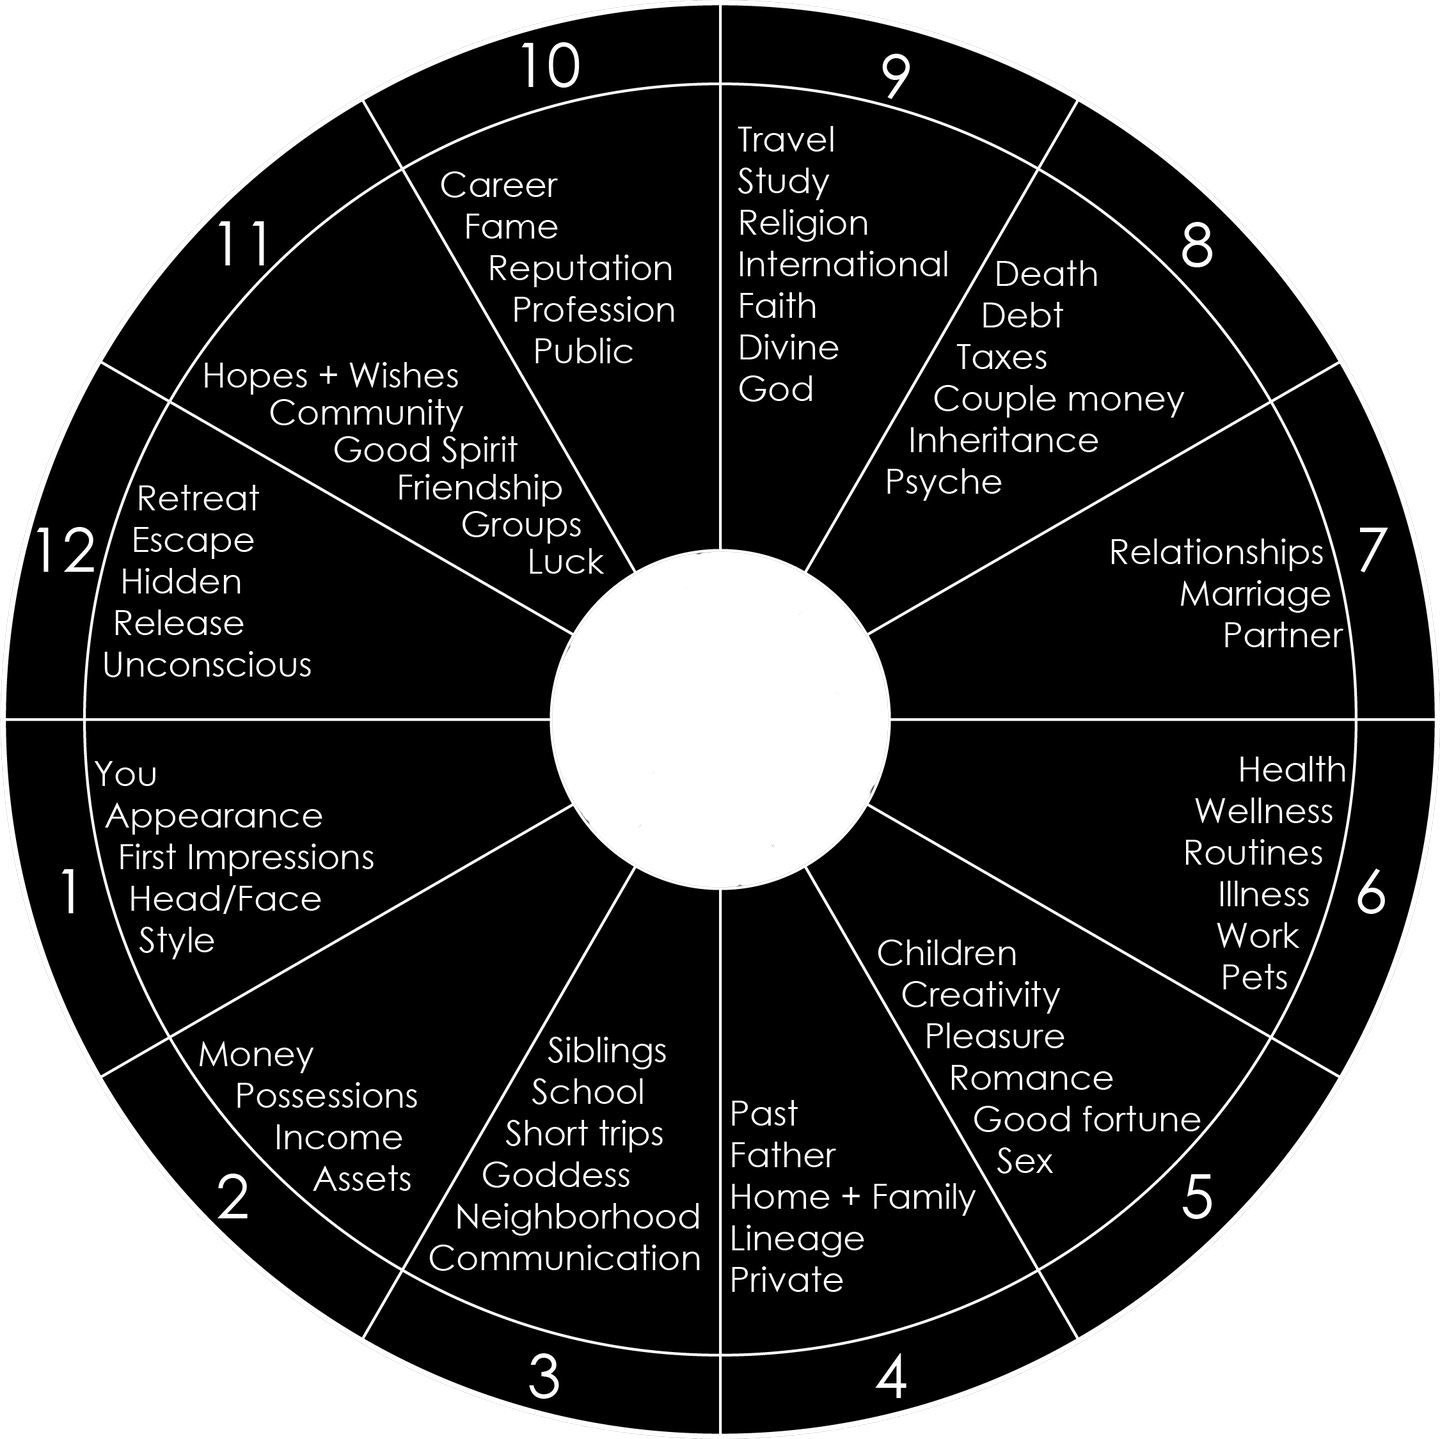 10
Career
Fame
Reputation
Profession
Public
9
Travel
Study
Religion
International
Faith
Divine
God
8
Death
Debt
Taxes
Couple money
Inheritance
Psyche
7
Relationships
Marriage
Partner
6
Health
Wellness
Routines
Illness
Work
Pets
5
Children
Creativity
Pleasure
Romance
Good fortune
Sex
4
Past
Father
Home + Family
Lineage
Private
3
Siblings
School
Short trips
Goddess
Neighborhood
Communication
2
Money
Possessions
Income
Assets
1
You
Appearance
First Impressions
Head/Face
Style
12
Retreat
Escape
Hidden
Release
Unconscious
11
Hopes + Wishes
Community
Good Spirit
Friendship
Groups
Luck